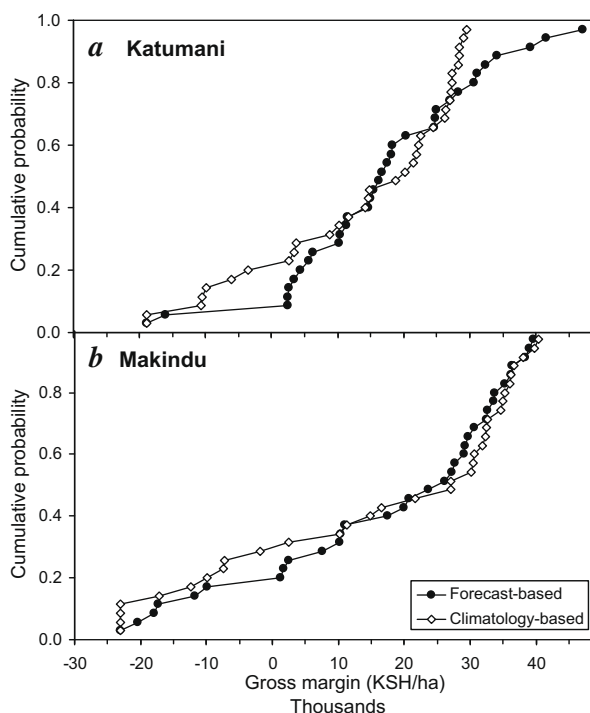 a Katumani
1.0
0.8
0.6
0.4
0.2
0.0
Cumulative probability
b Makindu
0.8
0.6
0.4
0.2
0.0
Cumulative probability
Forecast-based
Climatology-based
-30 -20 -10 0 10 20 30 40
Gross margin (KSH/ha)
Thousands